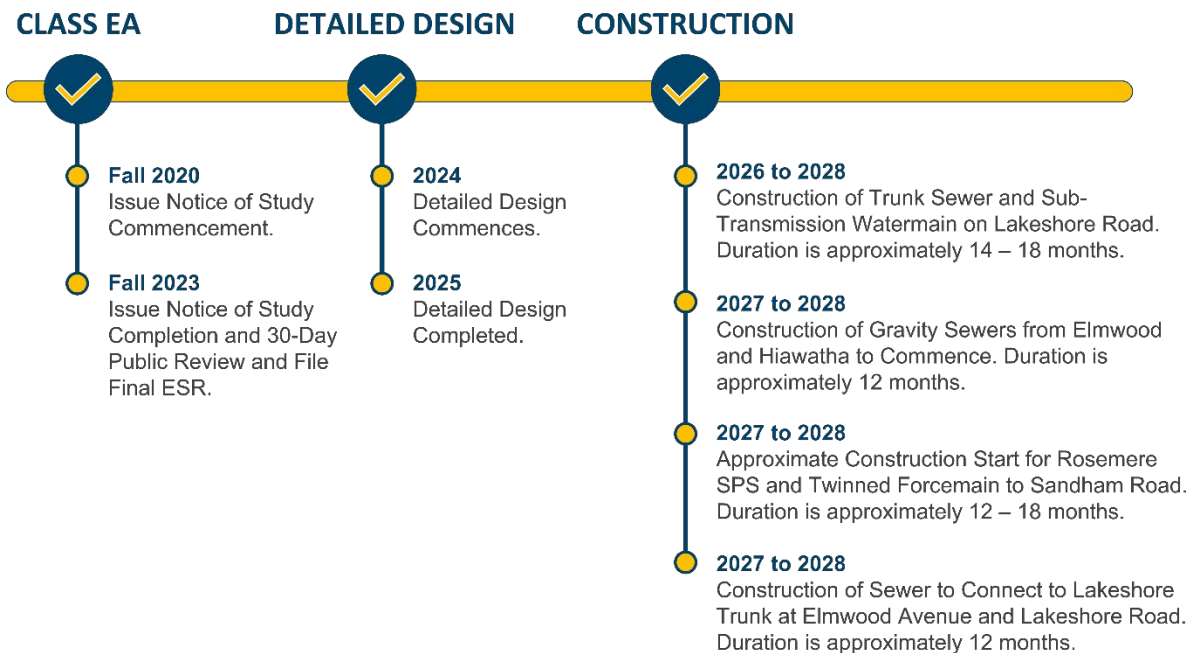 CLASS EA
DETAILED DESIGN
CONSTRUCTION
Fall 2020
Issue Notice of Study
Commencement.
Fall 2023
Issue Notice of Study
Completion and 30-Day
Public Review and File
Final ESR.
2024
Detailed Design
Commences.
2025
Detailed Design
Completed.
2026 to 2028
Construction of Trunk Sewer and Sub-
Transmission Watermain on Lakeshore Road.
Duration is approximately 14 – 18 months.
2027 to 2028
Construction of Gravity Sewers from Elmwood
and Hiawatha to Commence. Duration is
approximately 12 months.
2027 to 2028
Approximate Construction Start for Rosemere
SPS and Twinned Forcemain to Sandham Road.
Duration is approximately 12 – 18 months.
2027 to 2028
Construction of Sewer to Connect to Lakeshore
Trunk at Elmwood Avenue and Lakeshore Road.
Duration is approximately 12 months.